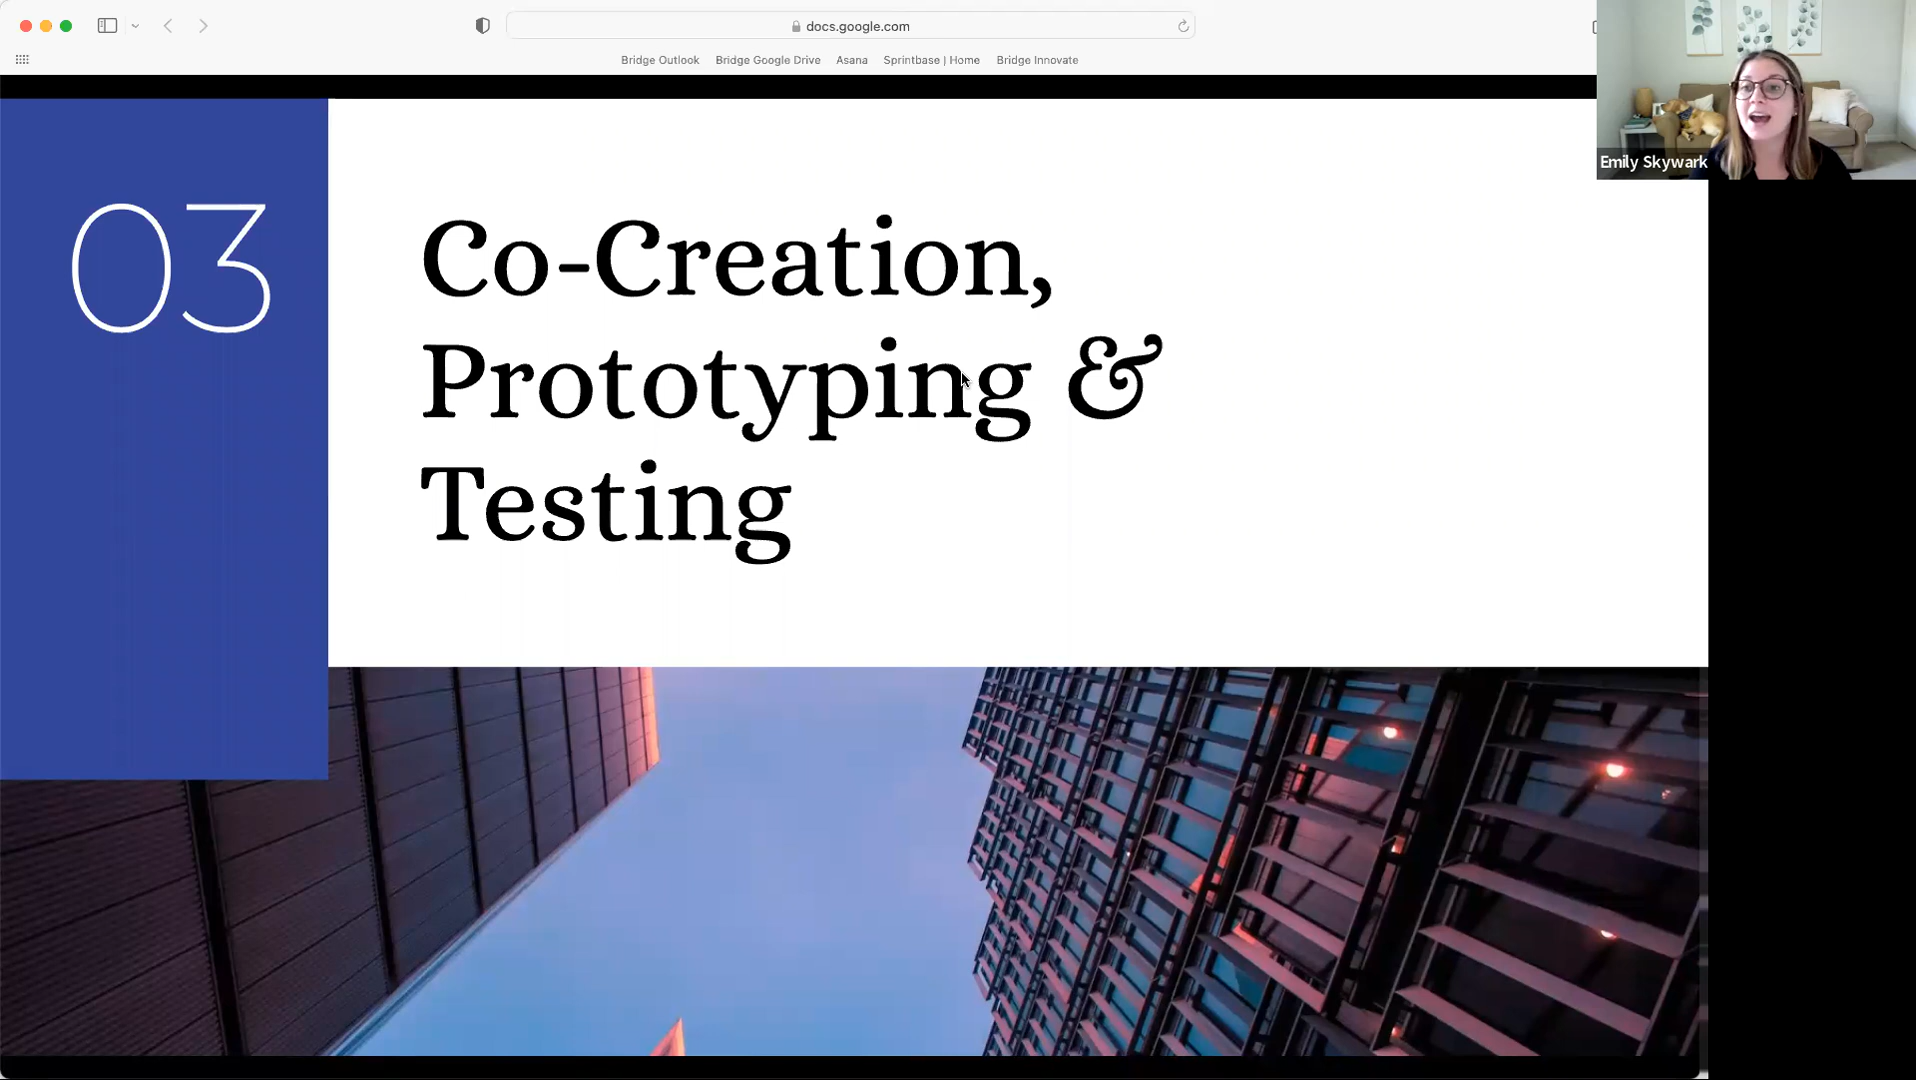 docs.google.com
Bridge Outlook Bridge Google Drive Asana Sprintbase | Home Bridge Innovate
Emily Skywark
03
Co-Creation,
Prototyping &
Testing